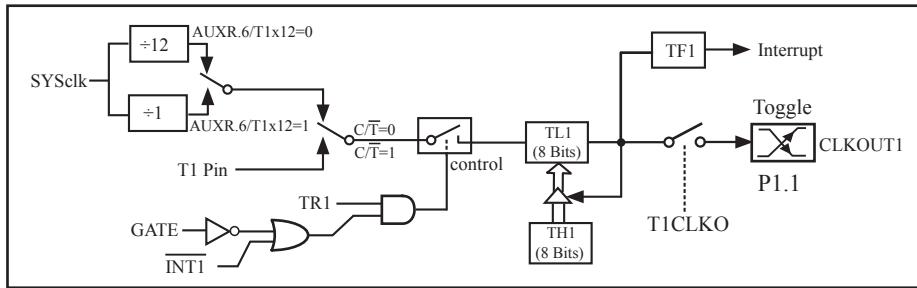 AUXR.6/T1x12=0
÷12
SYSclk
÷1
AUXR.6/T1x12=1
T1 Pin
C/T̅=0
C/T̅=1
control
TR1
GATE
I̅N̅T̅1̅
TL1
(8 Bits)
TH1
(8 Bits)
TF1
Interrupt
Toggle
CLKOUT1
P1.1
T1CLKO